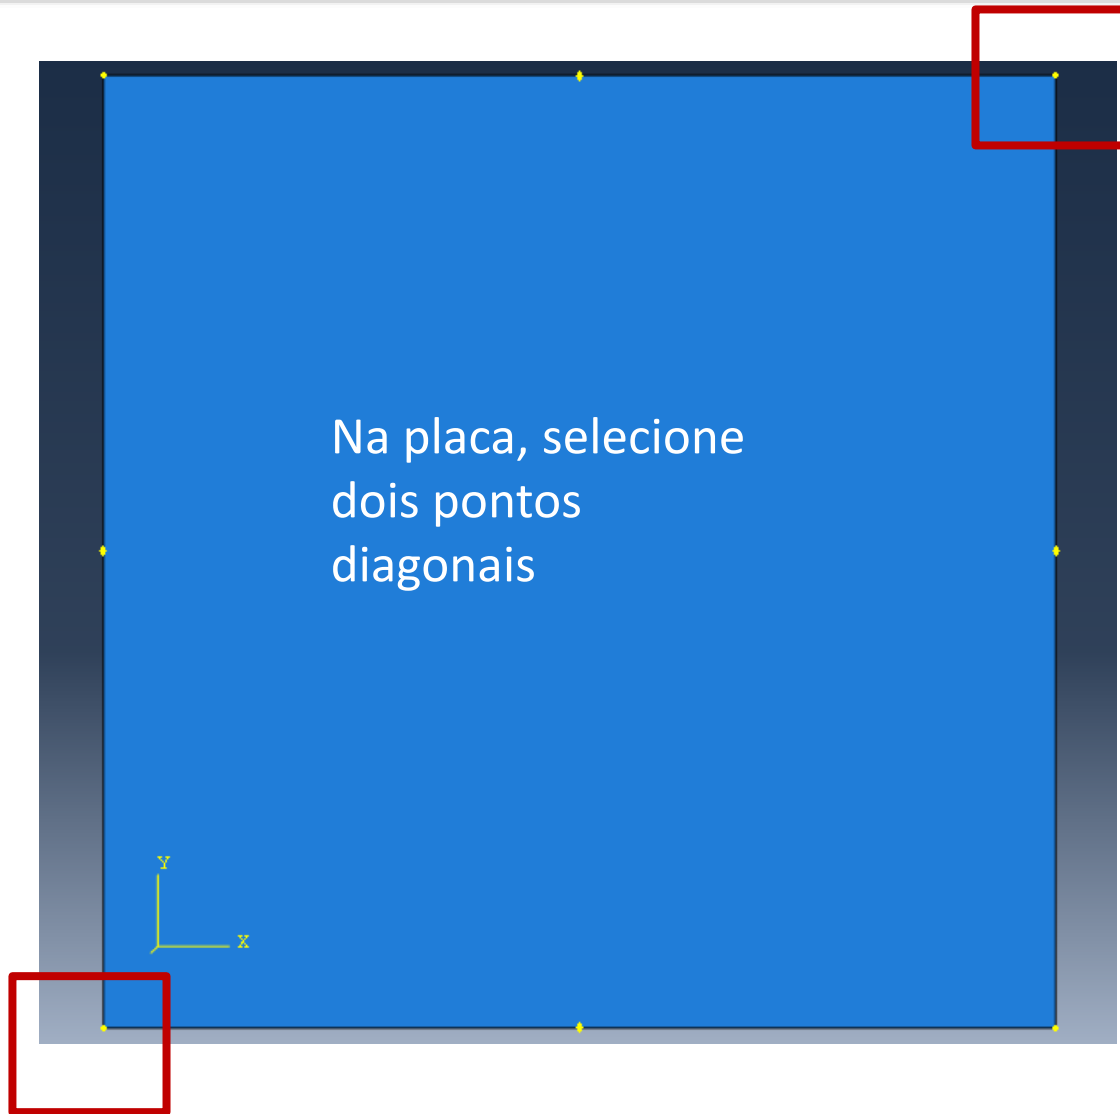 Na placa, selecione
dois pontos
diagonais
Y
X